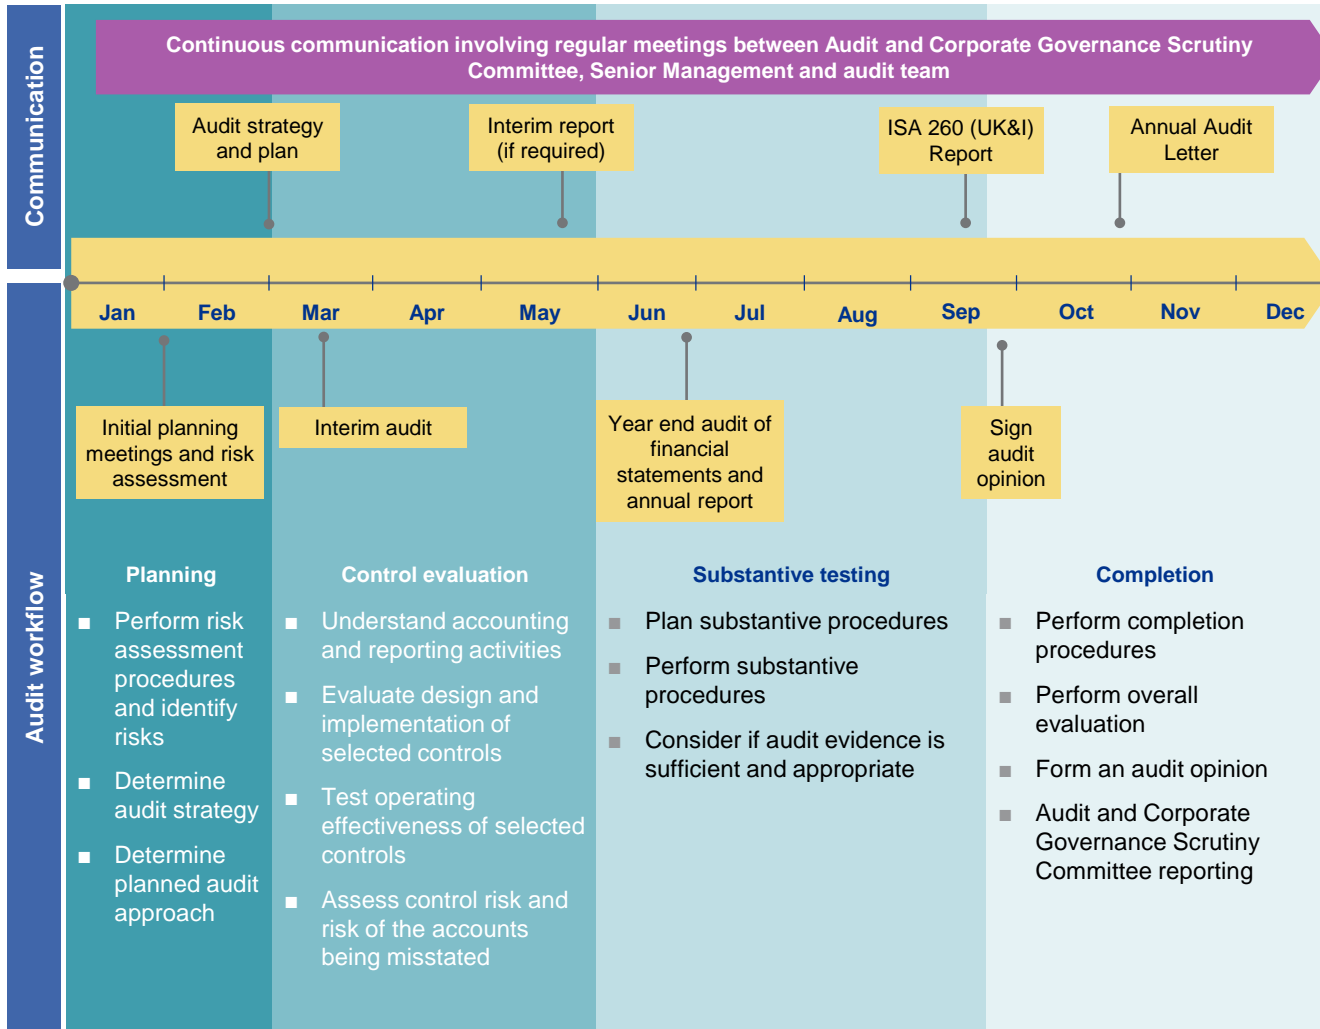 Communication
Continuous communication involving regular meetings between Audit and Corporate Governance Scrutiny
Committee, Senior Management and audit team
Audit strategy
and plan
Interim report
(if required)
ISA 260 (UK&I)
Report
Annual Audit
Letter
Jan Feb Mar Apr May Jun Jul Aug Sep Oct Nov Dec
Audit workflow
Initial planning
meetings and risk
assessment
Interim audit
Year end audit of
financial
statements and
annual report
Sign
audit
opinion
Planning
■ Perform risk
assessment
procedures
and identify
risks
■ Determine
audit strategy
■ Determine
planned audit
approach
Control evaluation
■ Understand accounting
and reporting activities
■ Evaluate design and
implementation of
selected controls
■ Test operating
effectiveness of selected
controls
■ Assess control risk and
risk of the accounts
being misstated
Substantive testing
■ Plan substantive procedures
■ Perform substantive
procedures
■ Consider if audit evidence is
sufficient and appropriate
Completion
■ Perform completion
procedures
■ Perform overall
evaluation
■ Form an audit opinion
■ Audit and Corporate
Governance Scrutiny
Committee reporting